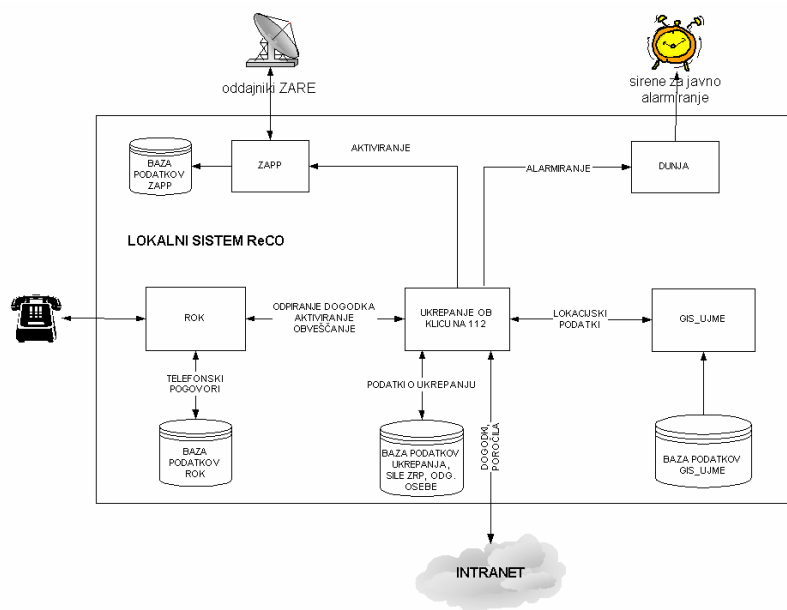 oddajniki ZARE
sirene za javno
alarmiranje
BAZA
PODATKOV
ZAPP
ZAPP
AKTIVIRANJE
ALARMIRANJE
DUNJA
LOKALNI SISTEM ReCO
ROK
ODPIRANJE DOGODKA
AKTIVIRANJE
OBVEŠČANJE
UKREPANJE OB
KLICU NA 112
LOKACIJSKI
PODATKI
GIS_UJME
TELEFONSKI
POGOVORI
PODATKI O UKREPANJU
DOGODKI,
POROČILA
BAZA
PODATKOV
ROK
BAZA PODATKOV
UKREPANJA,
SILE ZRP, ODG.
OSEBE
BAZA PODATKOV
GIS_UJME
INTRANET